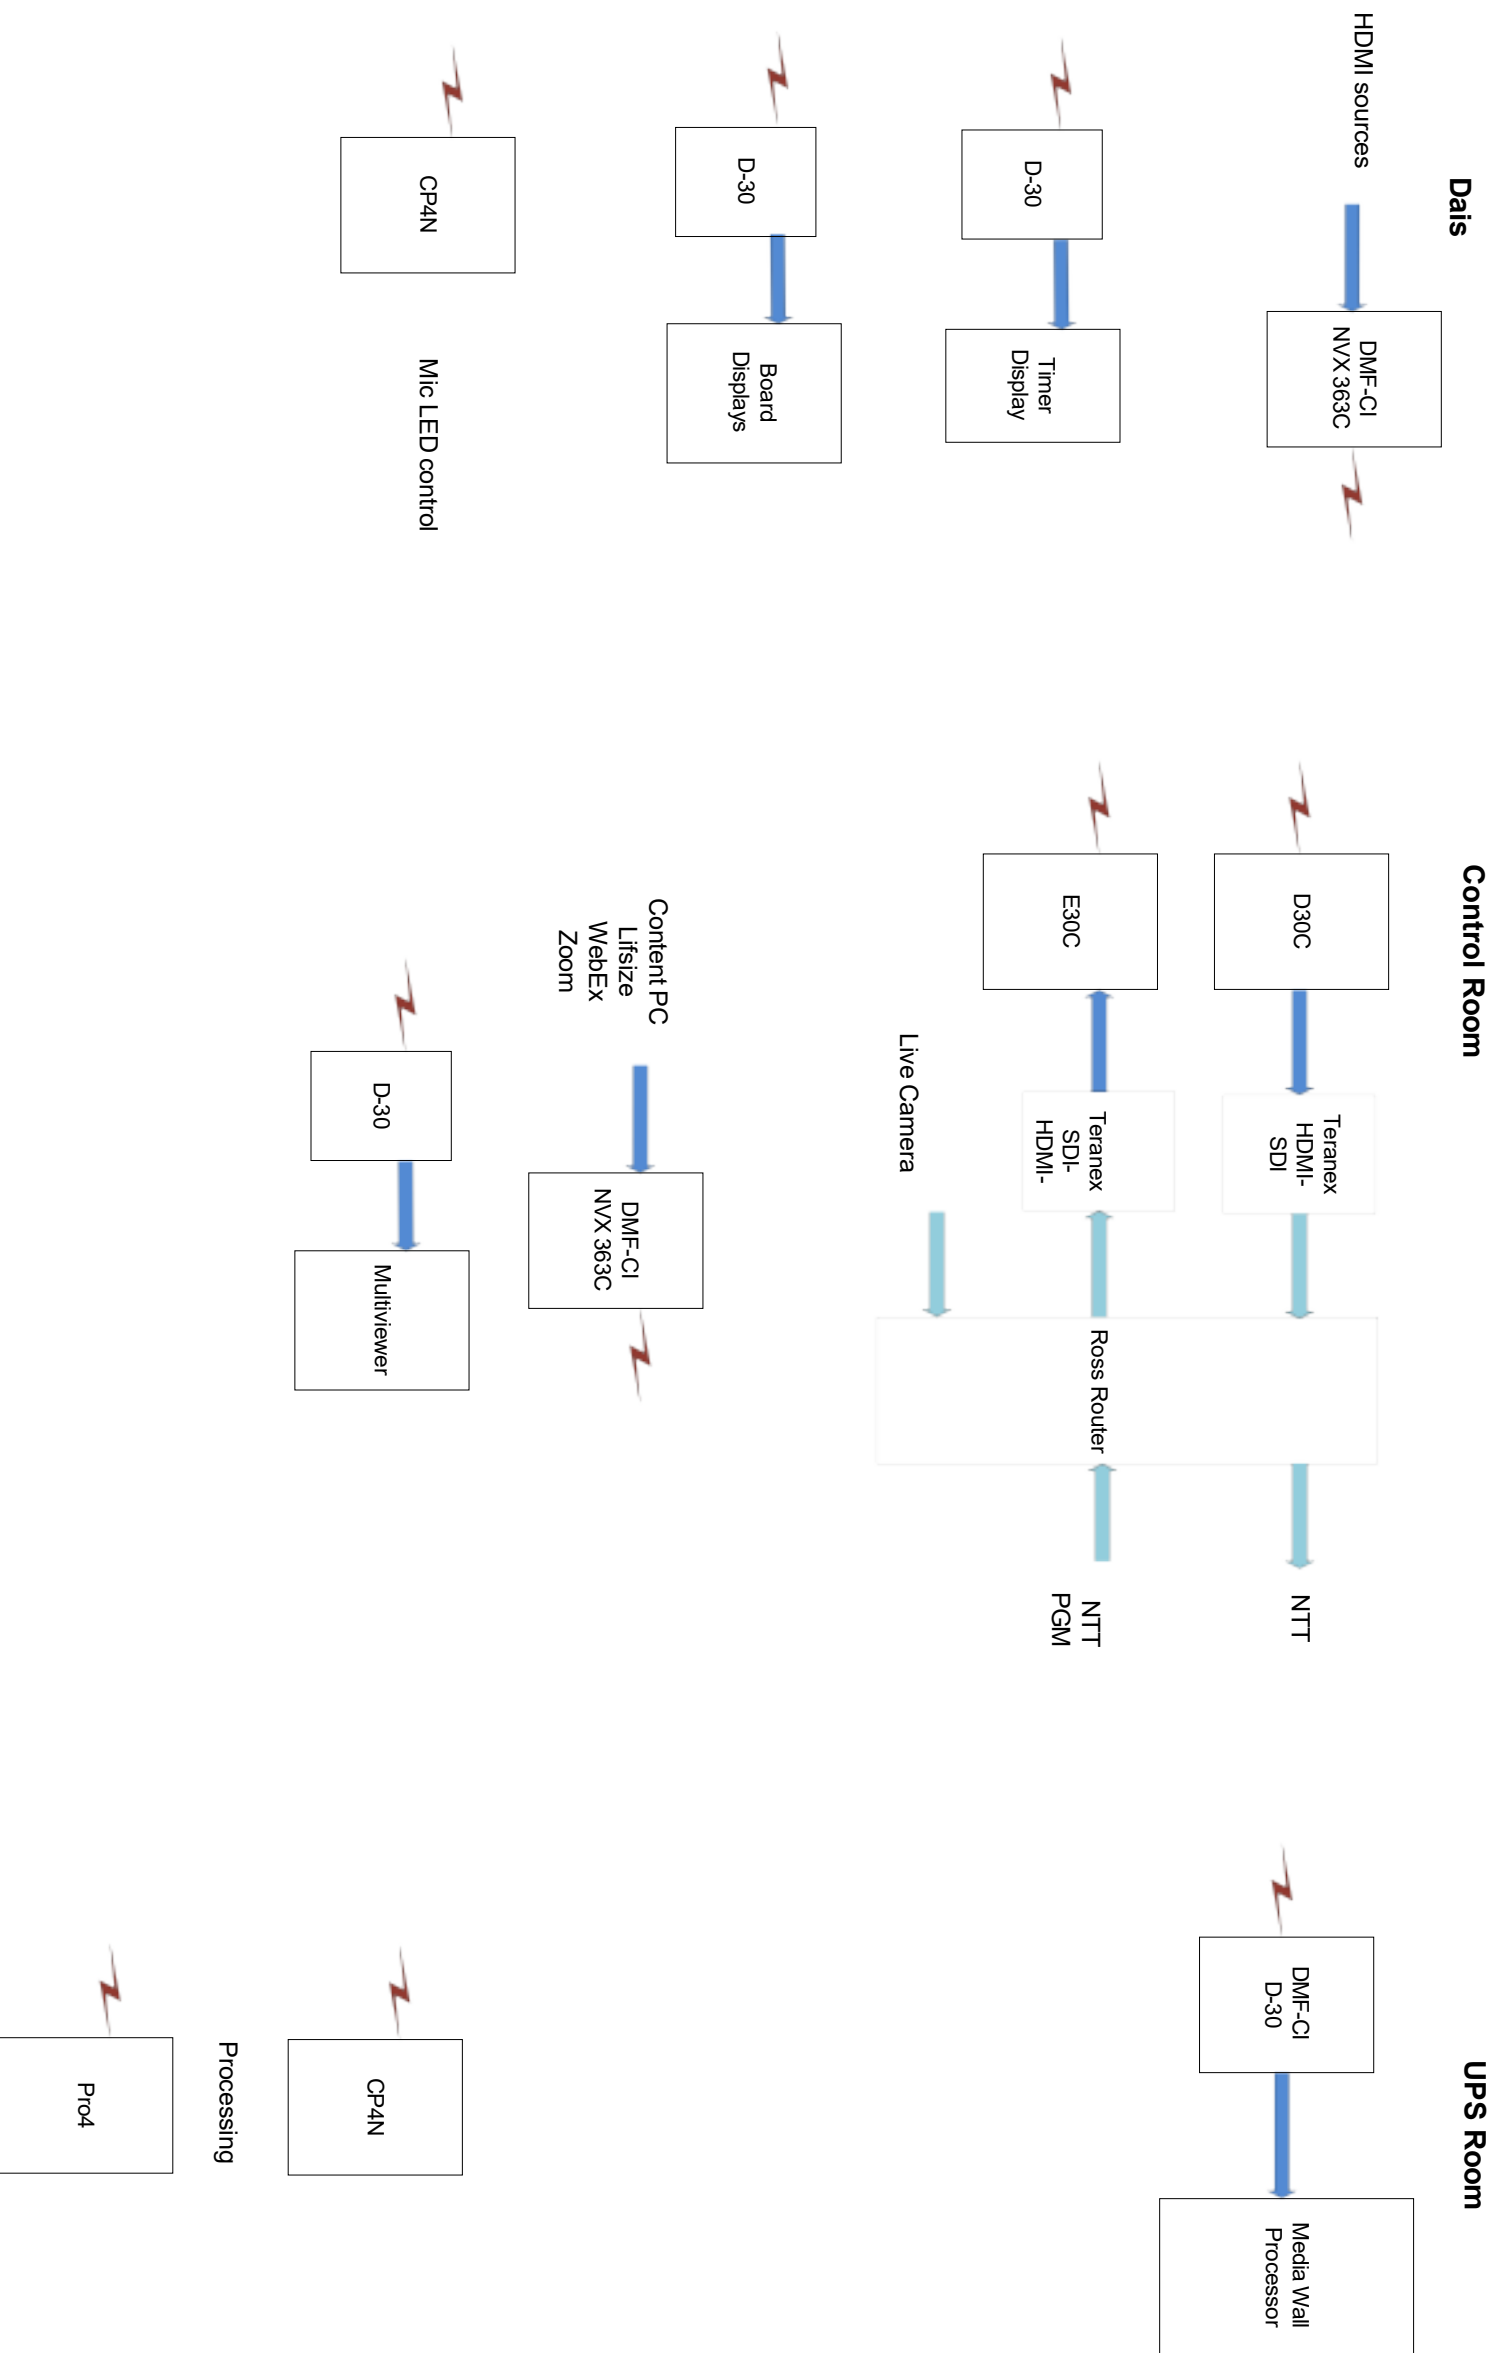 Dais
HDMI sources
DMF-CI
NVX 363C
D-30
Timer
Display
D-30
Board
Displays
CP4N
Mic LED control
Control Room
D30C
Teranex
HDMI-
SDI
NTT
E30C
Teranex
SDI-
HDMI-
Ross Router
NTT
PGM
Live Camera
Content PC
Lifsize
WebEx
Zoom
DMF-CI
NVX 363C
D-30
Multiviewer
UPS Room
DMF-CI
D-30
Media Wall
Processor
CP4N
Processing
Pro4